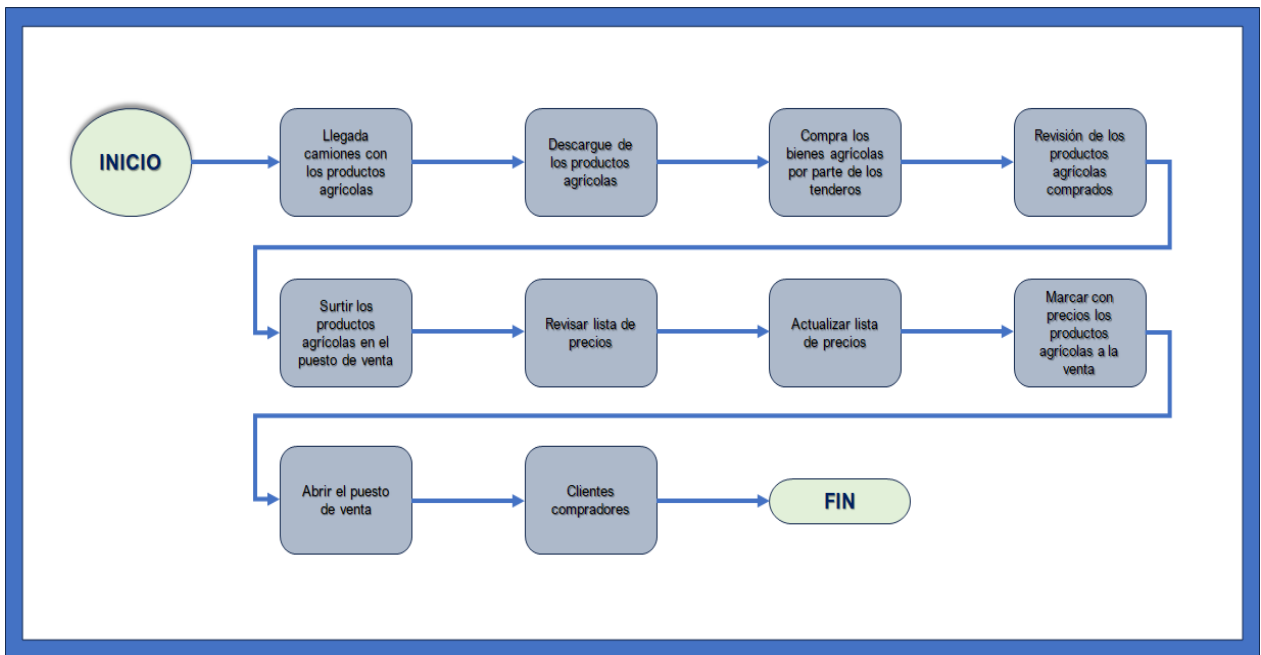 INICIO
Llegada
camiones con
los productos
agrícolas
Descargue de
los productos
agrícolas
Compra los
bienes agrícolas
por parte de los
tenderos
Revisión de los
productos
agrícolas
comprados
Surtir los
productos
agrícolas en el
puesto de venta
Revisar lista de
precios
Actualizar lista
de precios
Marcar con
precios los
productos
agrícolas a la
venta
Abrir el puesto
de venta
Clientes
compradores
FIN